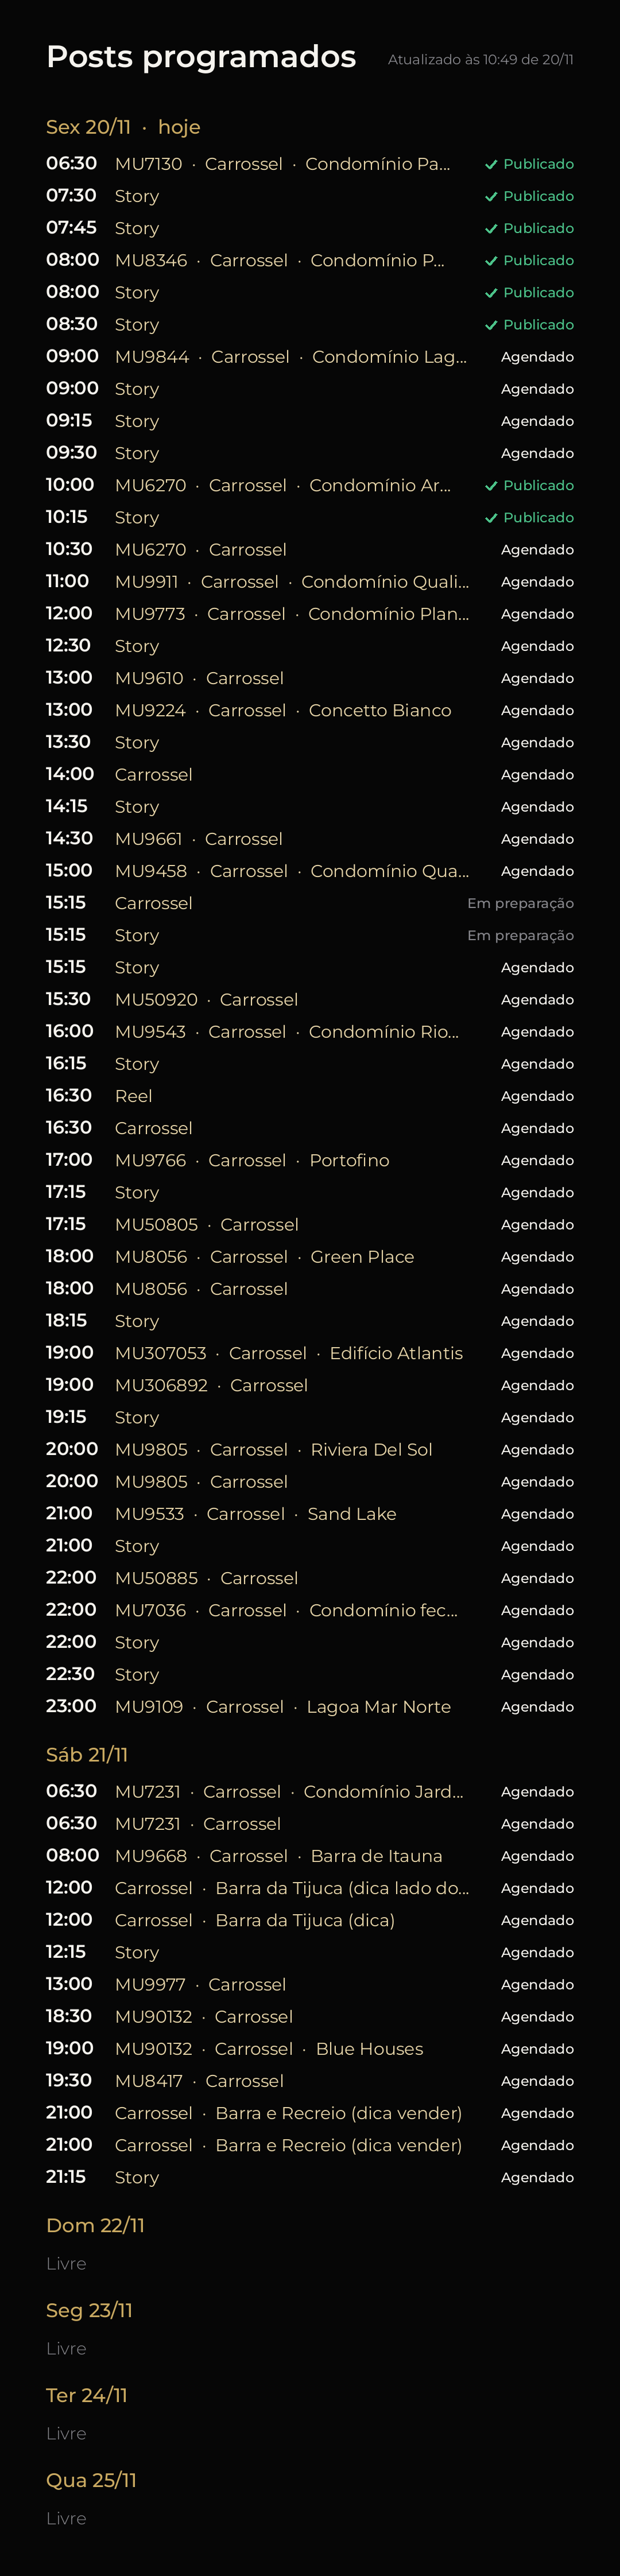 Posts programados Atualizado às 10:49 de 20/11
Sex 20/11 · hoje
06:30 MU7130 · Carrossel · Condomínio Pa... ✓ Publicado
07:30 Story ✓ Publicado
07:45 Story ✓ Publicado
08:00 MU8346 · Carrossel · Condomínio P... ✓ Publicado
08:00 Story ✓ Publicado
08:30 Story ✓ Publicado
09:00 MU9844 · Carrossel · Condomínio Lag... Agendado
09:00 Story Agendado
09:15 Story Agendado
09:30 Story Agendado
10:00 MU6270 · Carrossel · Condomínio Ar... ✓ Publicado
10:15 Story ✓ Publicado
10:30 MU6270 · Carrossel Agendado
11:00 MU9911 · Carrossel · Condomínio Quali... Agendado
12:00 MU9773 · Carrossel · Condomínio Plan... Agendado
12:30 Story Agendado
13:00 MU9610 · Carrossel Agendado
13:00 MU9224 · Carrossel · Concetto Bianco Agendado
13:30 Story Agendado
14:00 Carrossel Agendado
14:15 Story Agendado
14:30 MU9661 · Carrossel Agendado
15:00 MU9458 · Carrossel · Condomínio Qua... Agendado
15:15 Carrossel Em preparação
15:15 Story Em preparação
15:15 Story Agendado
15:30 MU50920 · Carrossel Agendado
16:00 MU9543 · Carrossel · Condomínio Rio... Agendado
16:15 Story Agendado
16:30 Reel Agendado
16:30 Carrossel Agendado
17:00 MU9766 · Carrossel · Portofino Agendado
17:15 Story Agendado
17:15 MU50805 · Carrossel Agendado
18:00 MU8056 · Carrossel · Green Place Agendado
18:00 MU8056 · Carrossel Agendado
18:15 Story Agendado
19:00 MU307053 · Carrossel · Edifício Atlantis Agendado
19:00 MU306892 · Carrossel Agendado
19:15 Story Agendado
20:00 MU9805 · Carrossel · Riviera Del Sol Agendado
20:00 MU9805 · Carrossel Agendado
21:00 MU9533 · Carrossel · Sand Lake Agendado
21:00 Story Agendado
22:00 MU50885 · Carrossel Agendado
22:00 MU7036 · Carrossel · Condomínio fec... Agendado
22:00 Story Agendado
22:30 Story Agendado
23:00 MU9109 · Carrossel · Lagoa Mar Norte Agendado
Sáb 21/11
06:30 MU7231 · Carrossel · Condomínio Jard... Agendado
06:30 MU7231 · Carrossel Agendado
08:00 MU9668 · Carrossel · Barra de Itauna Agendado
12:00 Carrossel · Barra da Tijuca (dica lado do... Agendado
12:00 Carrossel · Barra da Tijuca (dica) Agendado
12:15 Story Agendado
13:00 MU9977 · Carrossel Agendado
18:30 MU90132 · Carrossel Agendado
19:00 MU90132 · Carrossel · Blue Houses Agendado
19:30 MU8417 · Carrossel Agendado
21:00 Carrossel · Barra e Recreio (dica vender) Agendado
21:00 Carrossel · Barra e Recreio (dica vender) Agendado
21:15 Story Agendado
Dom 22/11
Livre
Seg 23/11
Livre
Ter 24/11
Livre
Qua 25/11
Livre